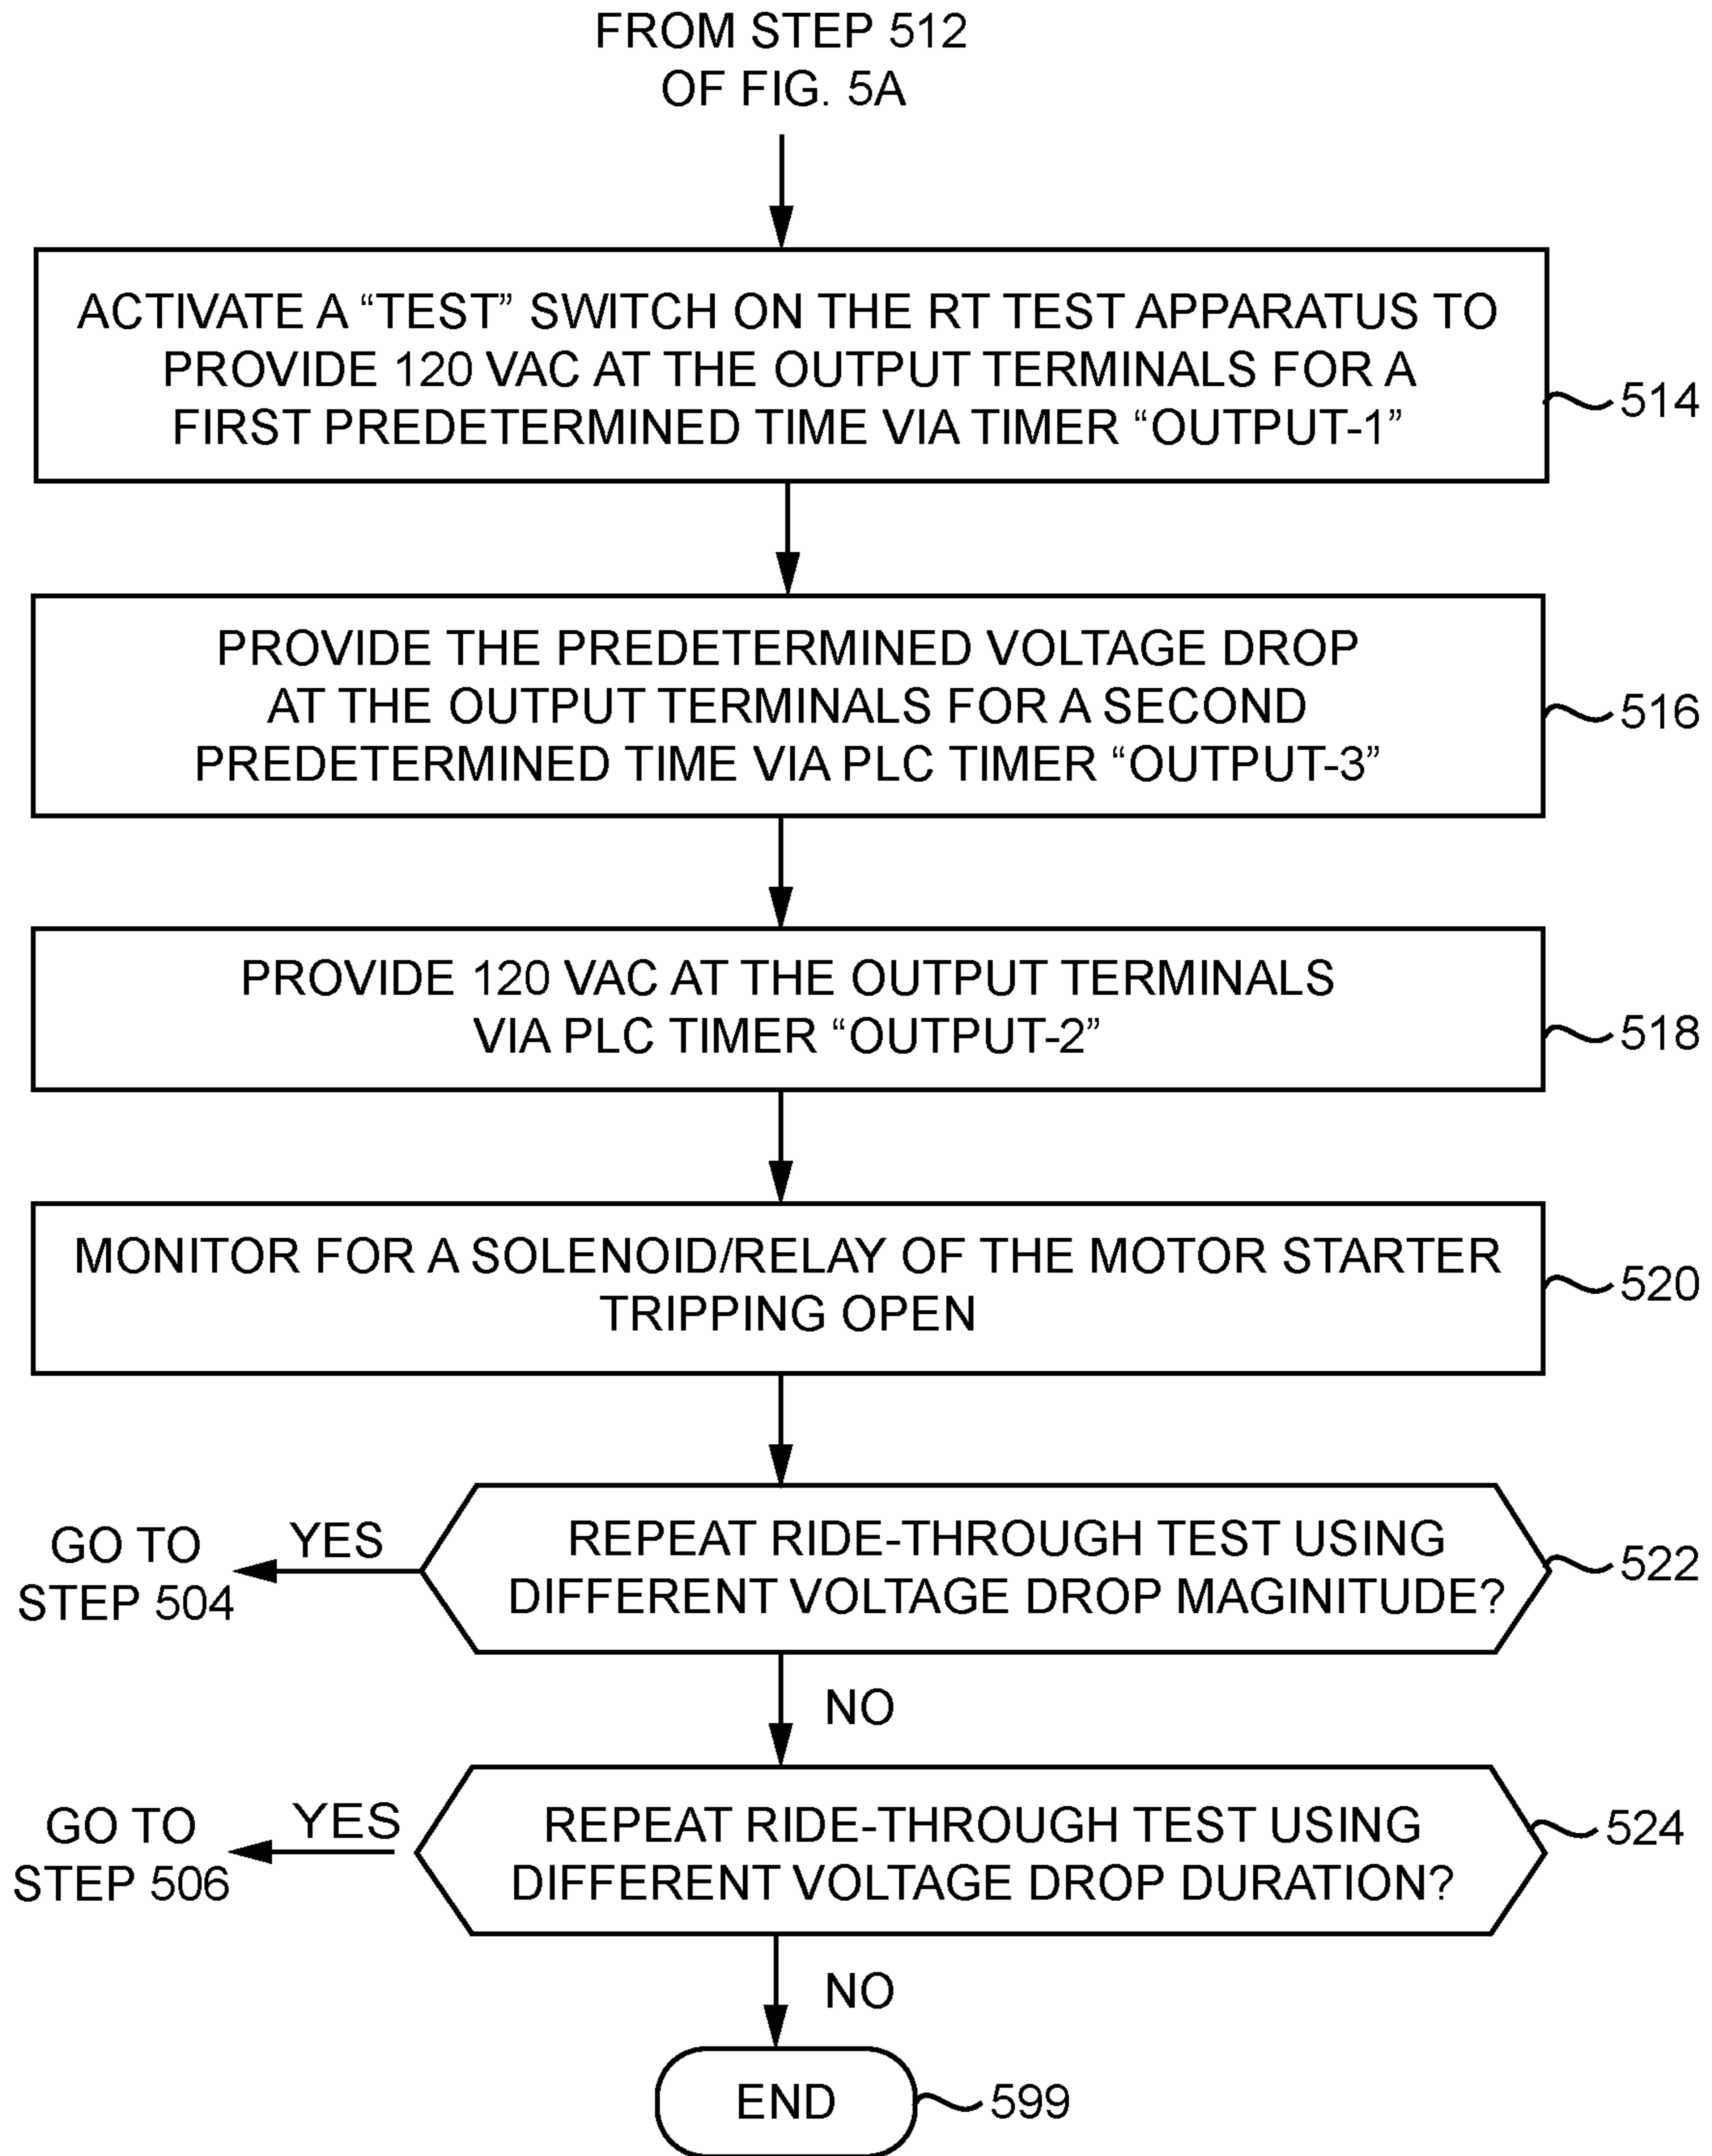 FROM STEP 512
OF FIG. 5A
ACTIVATE A “TEST” SWITCH ON THE RT TEST APPARATUS TO
PROVIDE 120 VAC AT THE OUTPUT TERMINALS FOR A
FIRST PREDETERMINED TIME VIA TIMER “OUTPUT-1”
514
PROVIDE THE PREDETERMINED VOLTAGE DROP
AT THE OUTPUT TERMINALS FOR A SECOND
PREDETERMINED TIME VIA PLC TIMER “OUTPUT-3”
516
PROVIDE 120 VAC AT THE OUTPUT TERMINALS
VIA PLC TIMER “OUTPUT-2”
518
MONITOR FOR A SOLENOID/RELAY OF THE MOTOR STARTER
TRIPPING OPEN
520
REPEAT RIDE-THROUGH TEST USING
DIFFERENT VOLTAGE DROP MAGINITUDE?
522
YES
GO TO
STEP 504
NO
REPEAT RIDE-THROUGH TEST USING
DIFFERENT VOLTAGE DROP DURATION?
524
YES
GO TO
STEP 506
NO
END
599